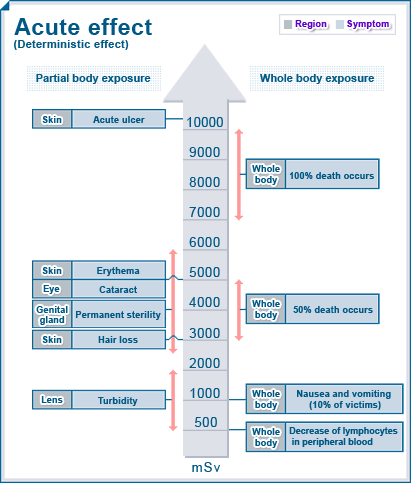 Acute effect
(Deterministic effect)
Region
Symptom
Partial body exposure
Whole body exposure
Skin
Acute ulcer
10000
9000
Whole
body
100% death occurs
8000
7000
6000
Skin
Erythema
5000
Eye
Cataract
Genital
gland
Permanent sterility
4000
Whole
body
50% death occurs
Skin
Hair loss
3000
2000
Lens
Turbidity
1000
Whole
body
Nausea and vomiting
(10% of victims)
500
Whole
body
Decrease of lymphocytes
in peripheral blood
mSv